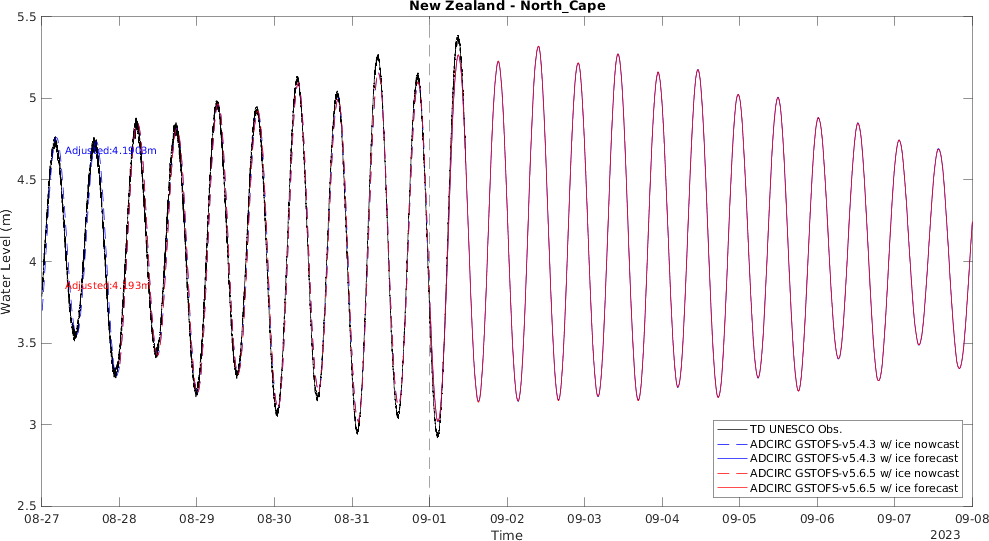 New Zealand - North_Cape
5.5
5
4.5
4
3.5
3
2.5
Water Level (m)
Adjusted:4.1908m
Adjusted:4.193m
TD UNESCO Obs.
ADCIRC GSTOFS-v5.4.3 w/ ice nowcast
ADCIRC GSTOFS-v5.4.3 w/ ice forecast
ADCIRC GSTOFS-v5.6.5 w/ ice nowcast
ADCIRC GSTOFS-v5.6.5 w/ ice forecast
08-27 08-28 08-29 08-30 08-31 09-01 09-02 09-03 09-04 09-05 09-06 09-07 09-08
Time
2023